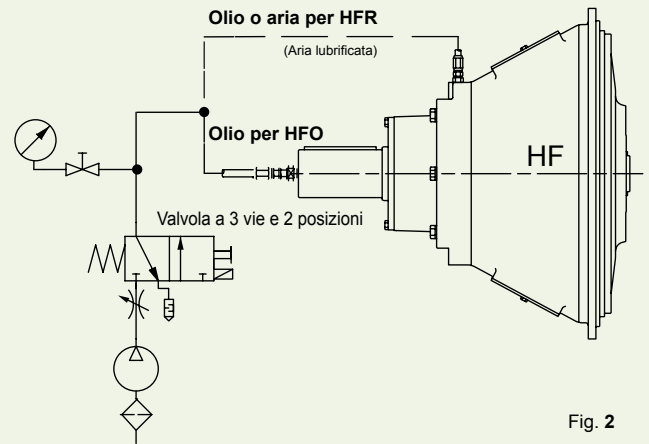 Olio o aria per HFR
(Aria lubrificata)
Olio per HFO
HF
Valvola a 3 vie e 2 posizioni
Fig. 2